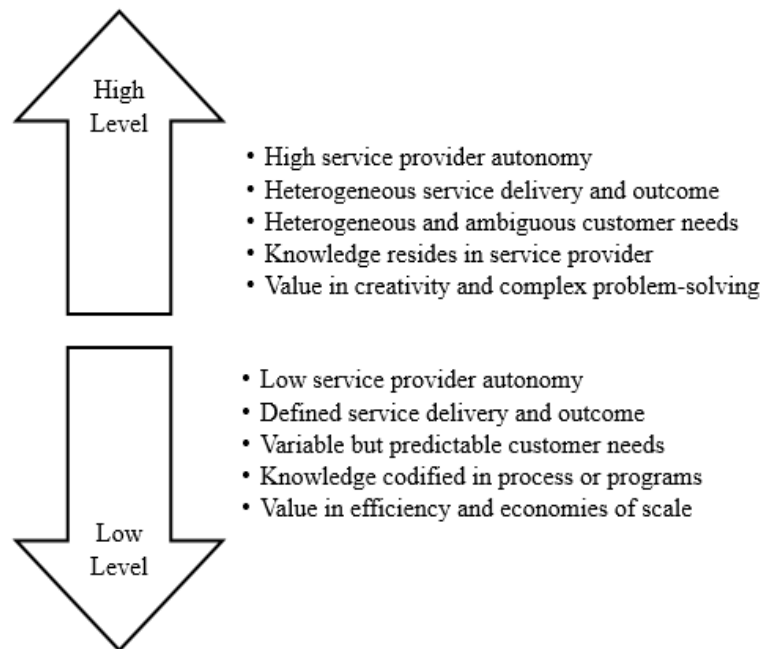 High
Level
• High service provider autonomy
• Heterogeneous service delivery and outcome
• Heterogeneous and ambiguous customer needs
• Knowledge resides in service provider
• Value in creativity and complex problem-solving
• Low service provider autonomy
• Defined service delivery and outcome
• Variable but predictable customer needs
• Knowledge codified in process or programs
• Value in efficiency and economies of scale
Low
Level